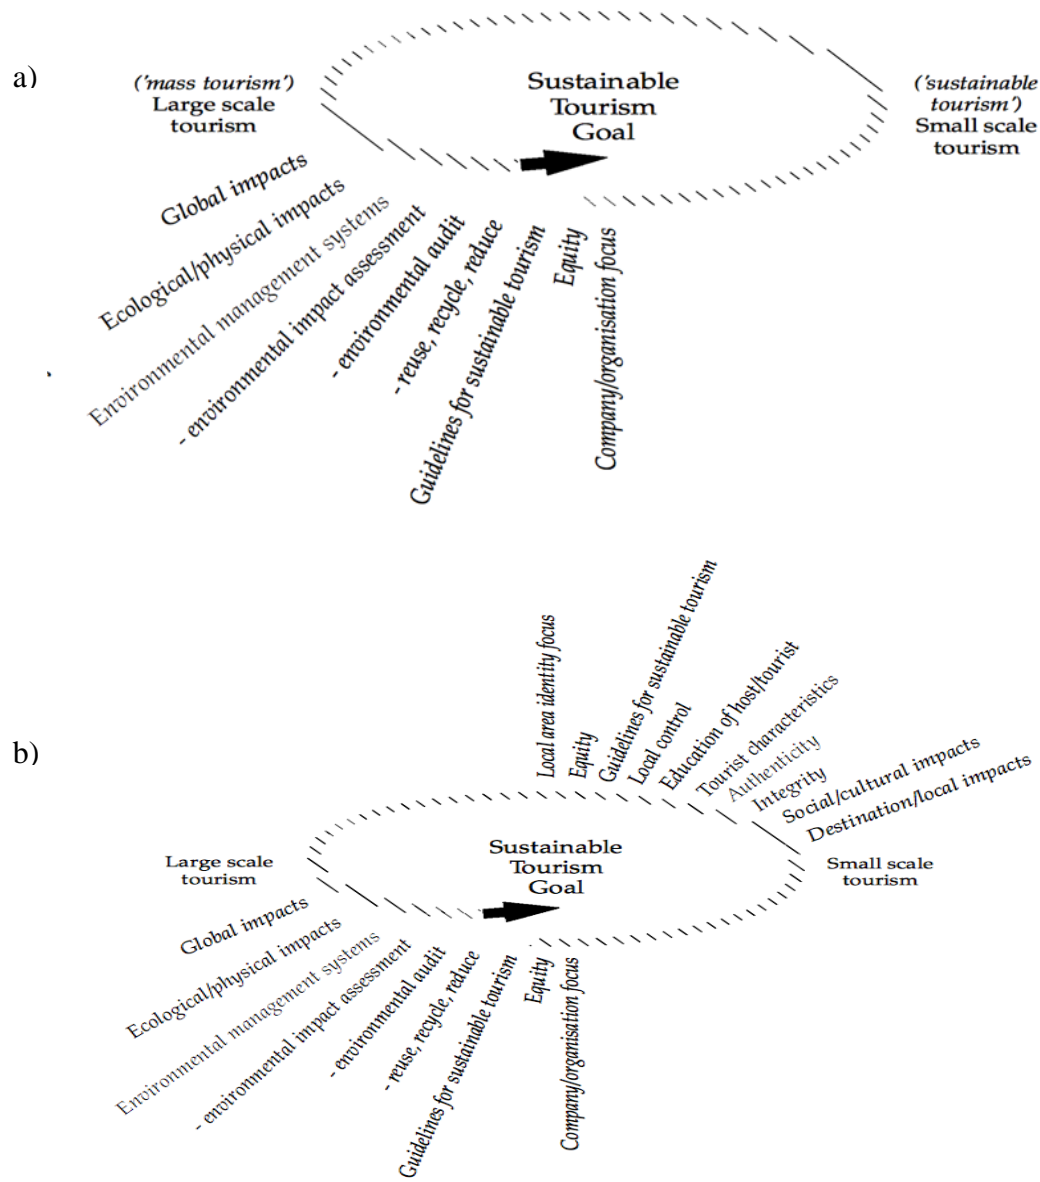 a)
('mass tourism')
Large scale
tourism
Sustainable
Tourism
Goal
('sustainable
tourism')
Small scale
tourism
Global impacts
Ecological/physical impacts
Environmental management systems
- environmental impact assessment
- environmental audit
- reuse, recycle, reduce
Guidelines for sustainable tourism
Equity
Company/organisation focus
b)
Local area identity focus
Equity
Guidelines for sustainable tourism
Local control
Education of host/tourist
Tourist characteristics
Authenticity
Integrity
Social/cultural impacts
Destination/local impacts
Large scale
tourism
Sustainable
Tourism
Goal
Small scale
tourism
Global impacts
Ecological/physical impacts
Environmental management systems
- environmental impact assessment
- environmental audit
- reuse, recycle, reduce
Guidelines for sustainable tourism
Equity
Company/organisation focus